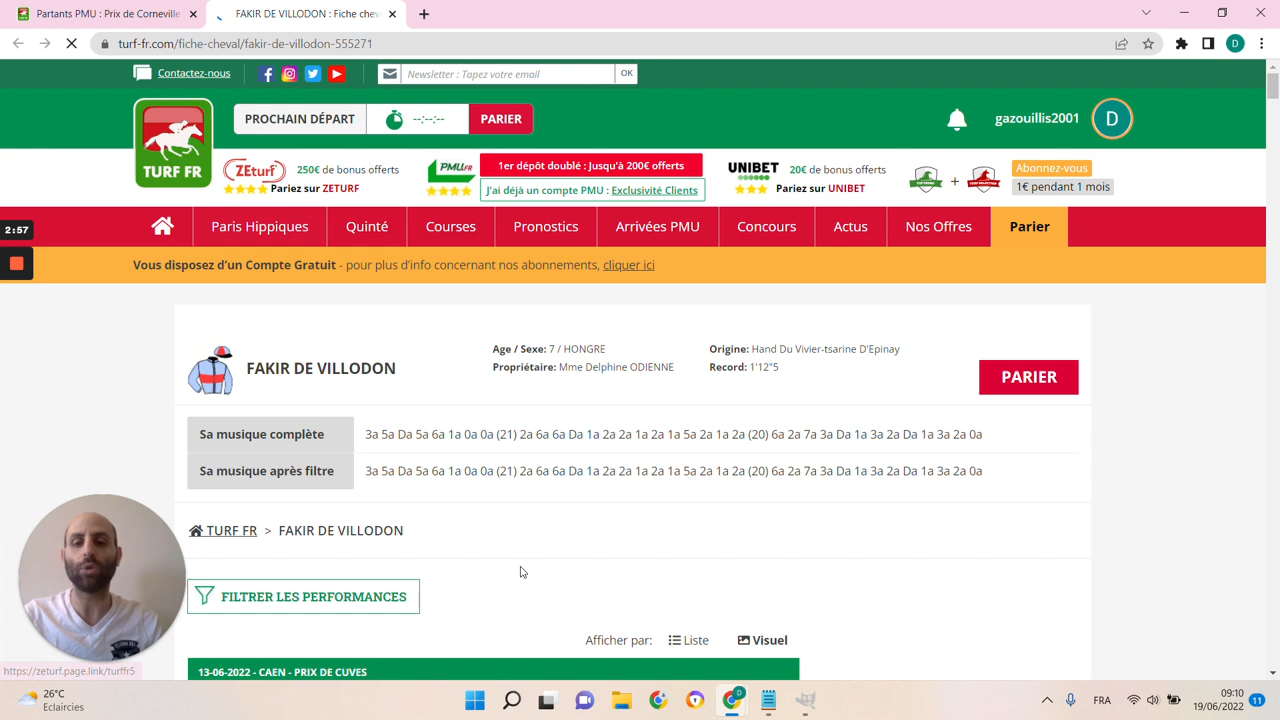 Partants PMU : Prix de Corneville
FAKIR DE VILLODON : Fiche chev
turf-fr.com/fiche-cheval/fakir-de-villodon-555271
D
Contactez-nous
Newsletter : Tapez votre email
OK
TURF FR
PROCHAIN DÉPART
--:--:--
PARIER
gazouillis2001
D
ZEturf
250€ de bonus offerts
Pariez sur ZETURF
PMU.FR
1er dépôt doublé : Jusqu'à 200€ offerts
J'ai déjà un compte PMU : Exclusivité Clients
UNIBET
20€ de bonus offerts
Pariez sur UNIBET
+
Abonnez-vous
1€ pendant 1 mois
2:57
Paris Hippiques
Quinté
Courses
Pronostics
Arrivées PMU
Concours
Actus
Nos Offres
Parier
Vous disposez d'un Compte Gratuit - pour plus d'info concernant nos abonnements, cliquer ici
FAKIR DE VILLODON
Age / Sexe: 7 / HONGRE
Propriétaire: Mme Delphine ODIENNE
Origine: Hand Du Vivier-tsarine D'Epinay
Record: 1'12"5
PARIER
Sa musique complète
3a 5a Da 5a 6a 1a 0a 0a (21) 2a 6a 6a Da 1a 2a 2a 1a 2a 1a 5a 2a 1a 2a (20) 6a 2a 7a 3a Da 1a 3a 2a Da 1a 3a 2a 0a
Sa musique après filtre
3a 5a Da 5a 6a 1a 0a 0a (21) 2a 6a 6a Da 1a 2a 2a 1a 2a 1a 5a 2a 1a 2a (20) 6a 2a 7a 3a Da 1a 3a 2a Da 1a 3a 2a 0a
TURF FR > FAKIR DE VILLODON
FILTRER LES PERFORMANCES
Afficher par:
Liste
Visuel
13-06-2022 - CAEN - PRIX DE CUVES
https://zeturf.page.link/turffr5
26°C
Eclaircies
D
FRA
09:10
19/06/2022
11